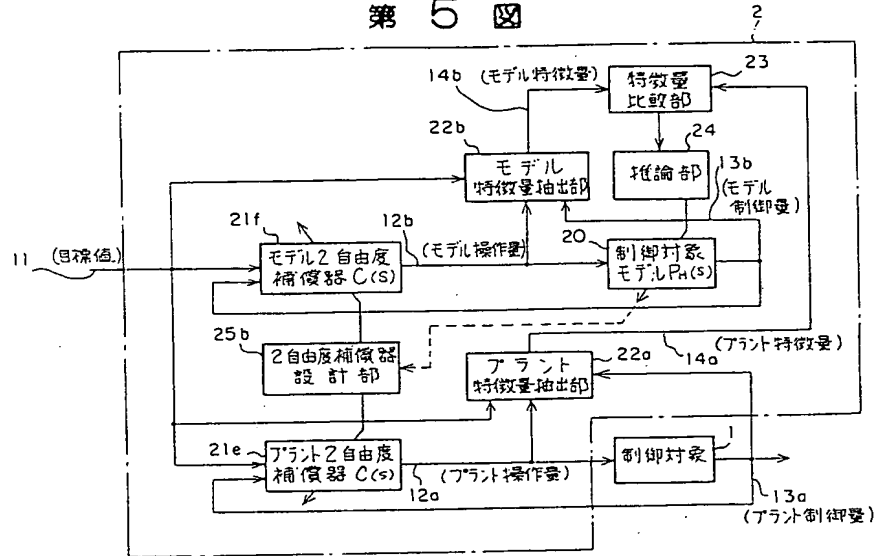 第 5 図
2
23
14b
(モデル特徴量)
特徴量
比較部
22b
24
13b
モデル
特徴量抽出部
推論部
(モデル
制御量)
21f
12b
20
11
(目標値)
モデル2自由度
補償器 C(S)
(モデル操作量)
制御対象
モデルPM(S)
25b
2自由度補償器
設計部
プラント
特徴量抽出部
22a
14a
(プラント特徴量)
21e
プラント2自由度
補償器 C(S)
12a
(プラント操作量)
制御対象
1
13a
(プラント制御量)